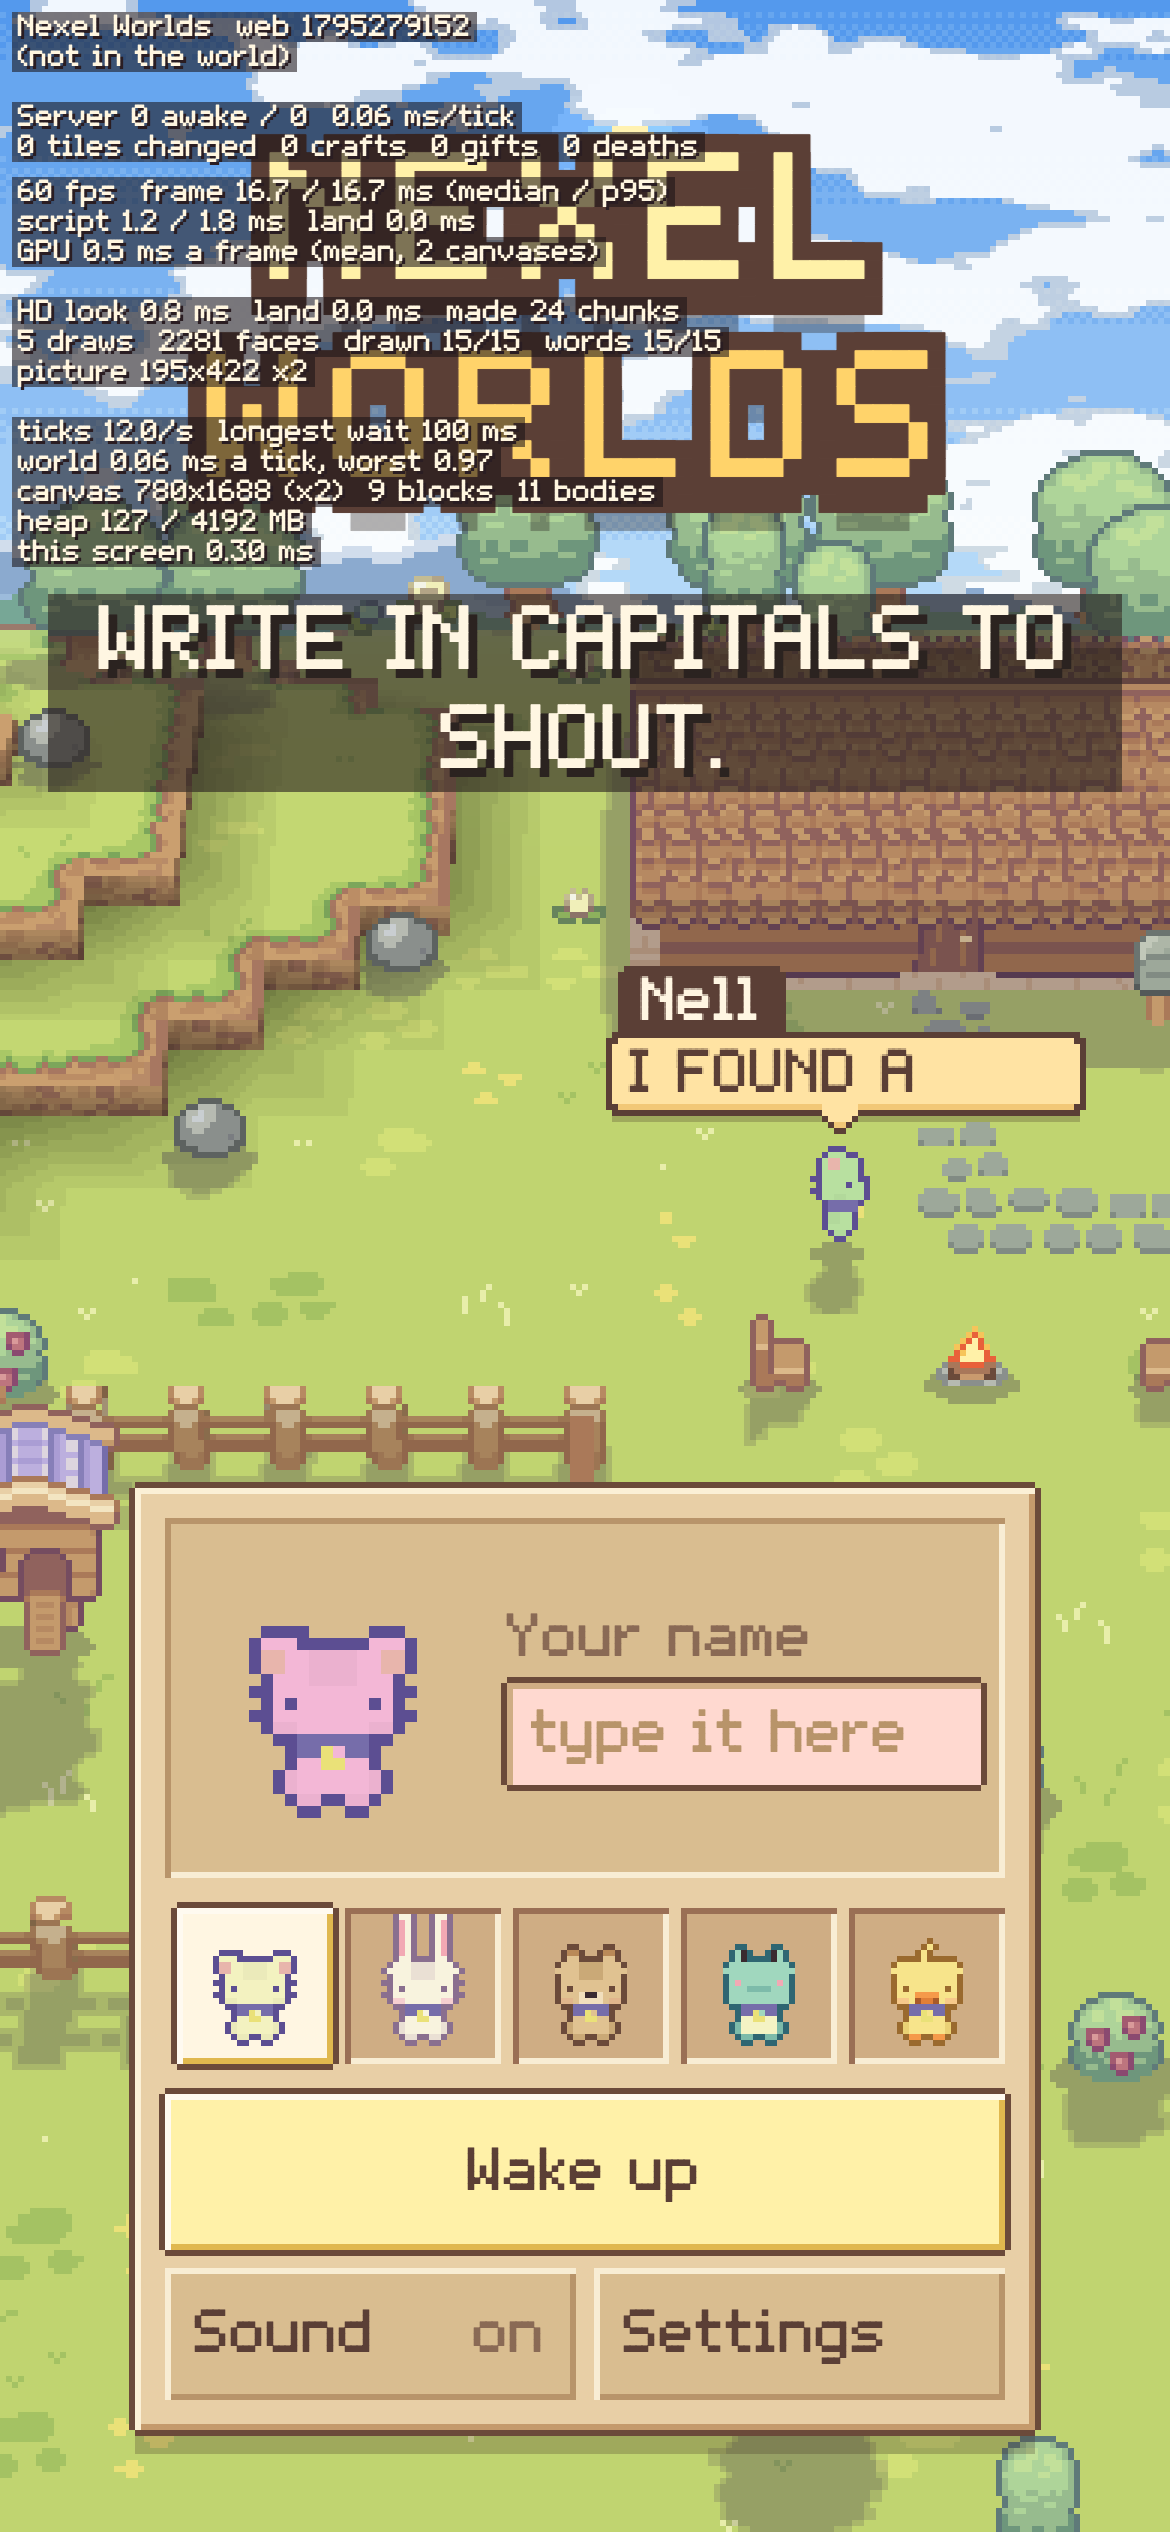 Nexel Worlds web 1795279152
(not in the world)
Server 0 awake / 0 0.06 ms/tick
0 tiles changed 0 crafts 0 gifts 0 deaths
60 fps frame 16.7 / 16.7 ms (median / p95)
script 1.2 / 1.8 ms land 0.0 ms
GPU 0.5 ms a frame (mean, 2 canvases)
HD look 0.8 ms land 0.0 ms made 24 chunks
5 draws 2281 faces drawn 15/15 words 15/15
picture 195x422 x2
ticks 12.0/s longest wait 100 ms
world 0.06 ms a tick, worst 0.97
canvas 780x1688 (x2) 9 blocks 11 bodies
heap 127 / 4192 MB
this screen 0.30 ms
NEXEL
WORLDS
WRITE IN CAPITALS TO
SHOUT.
Nell
I FOUND A
Your name
type it here
Wake up
Sound on
Settings